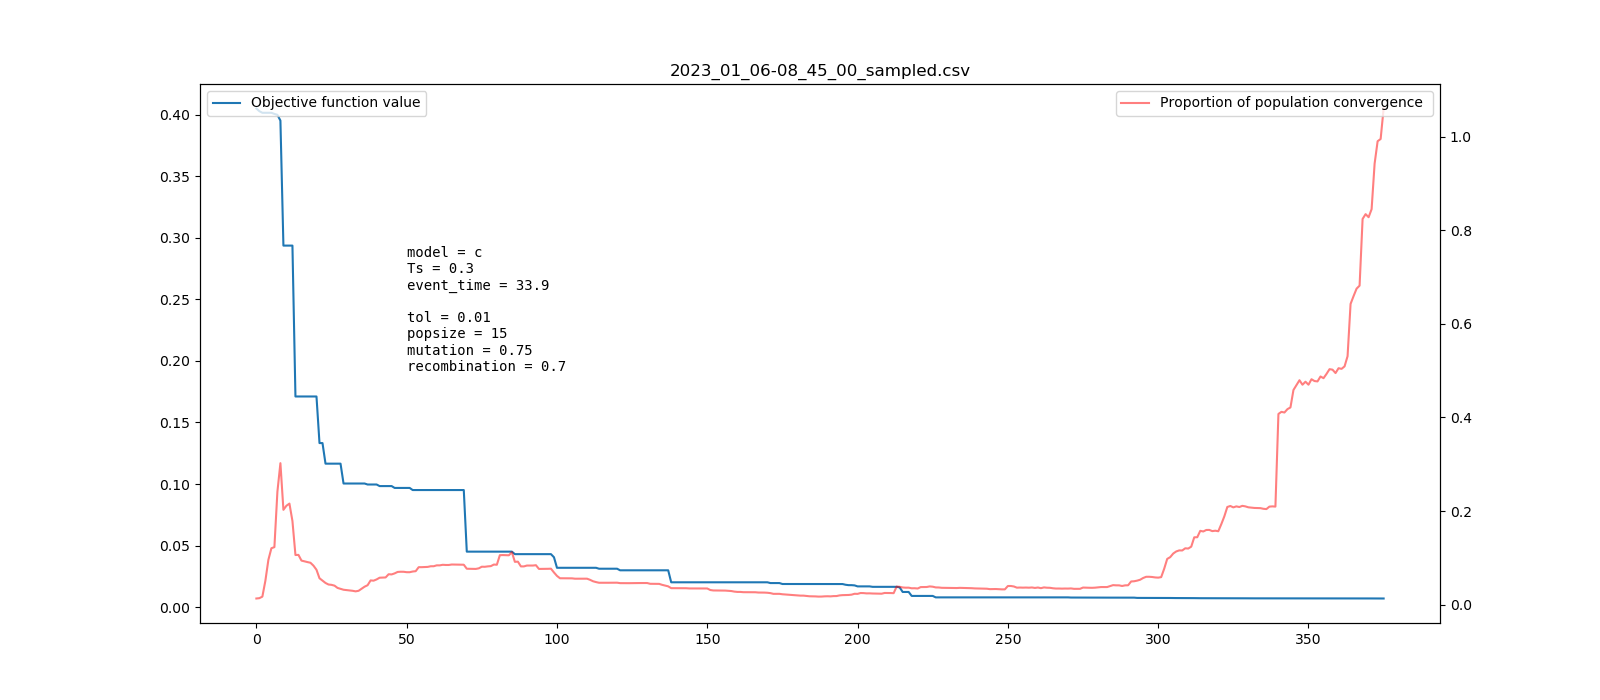 2023_01_06-08_45_00_sampled.csv
Objective function value
Proportion of population convergence
0.40
0.35
0.30
0.25
0.20
0.15
0.10
0.05
0.00
model = c
Ts = 0.3
event_time = 33.9
tol = 0.01
popsize = 15
mutation = 0.75
recombination = 0.7
1.0
0.8
0.6
0.4
0.2
0.0
0 50 100 150 200 250 300 350